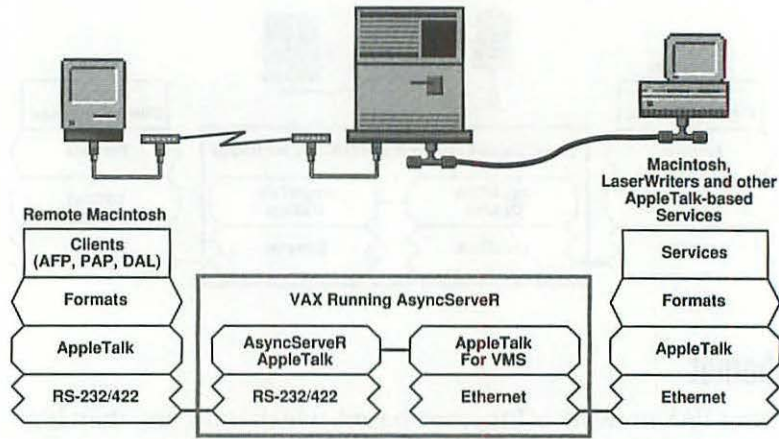 Macintosh,
LaserWriters and other
AppleTalk-based
Services
Remote Macintosh
Clients
(AFP, PAP, DAL)
Formats
AppleTalk
RS-232/422
VAX Running AsyncServeR
AsyncServeR
AppleTalk
RS-232/422
AppleTalk
For VMS
Ethernet
Services
Formats
AppleTalk
Ethernet